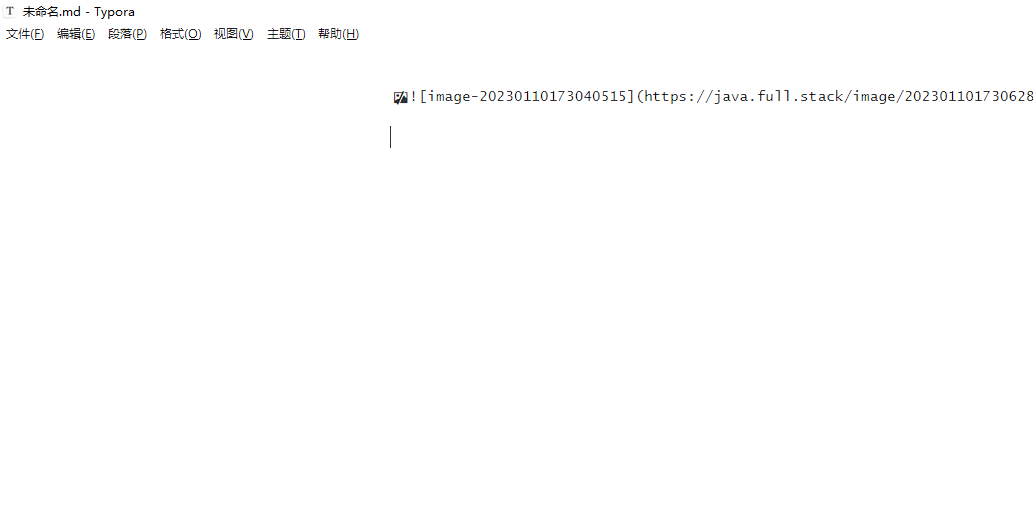 T 未命名.md - Typora
文件(F) 编辑(E) 段落(P) 格式(O) 视图(V) 主题(T) 帮助(H)
![image-20230110173040515](https://java.full.stack/image/202301101730628